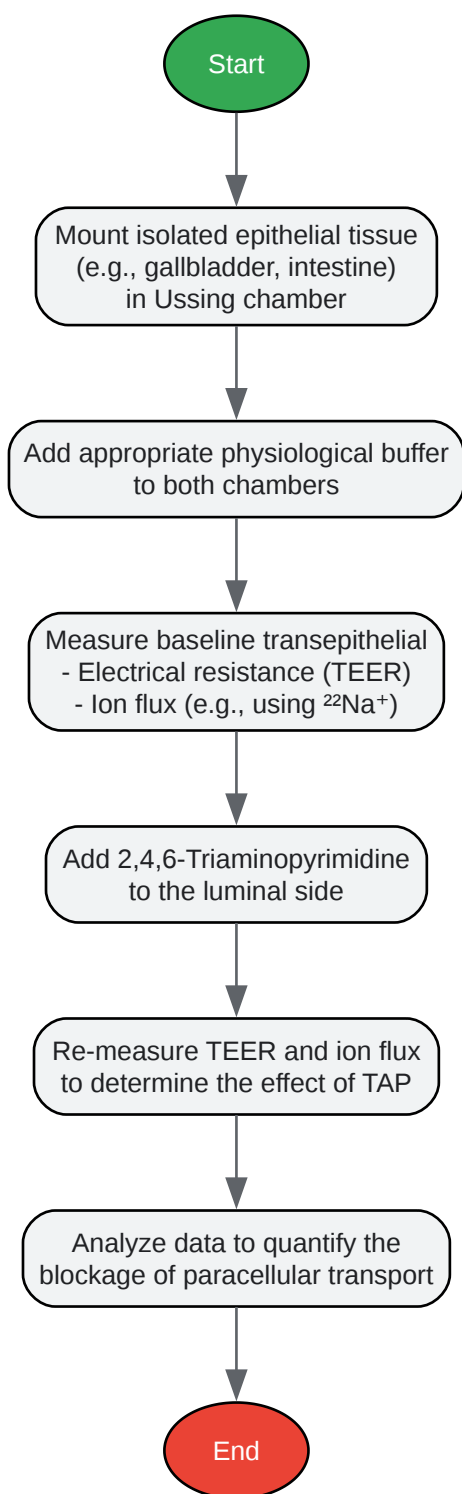 Start
Mount isolated epithelial tissue
(e.g., gallbladder, intestine)
in Ussing chamber
Add appropriate physiological buffer
to both chambers
Measure baseline transepithelial
- Electrical resistance (TEER)
- Ion flux (e.g., using ²²Na⁺)
Add 2,4,6-Triaminopyrimidine
to the luminal side
Re-measure TEER and ion flux
to determine the effect of TAP
Analyze data to quantify the
blockage of paracellular transport
End